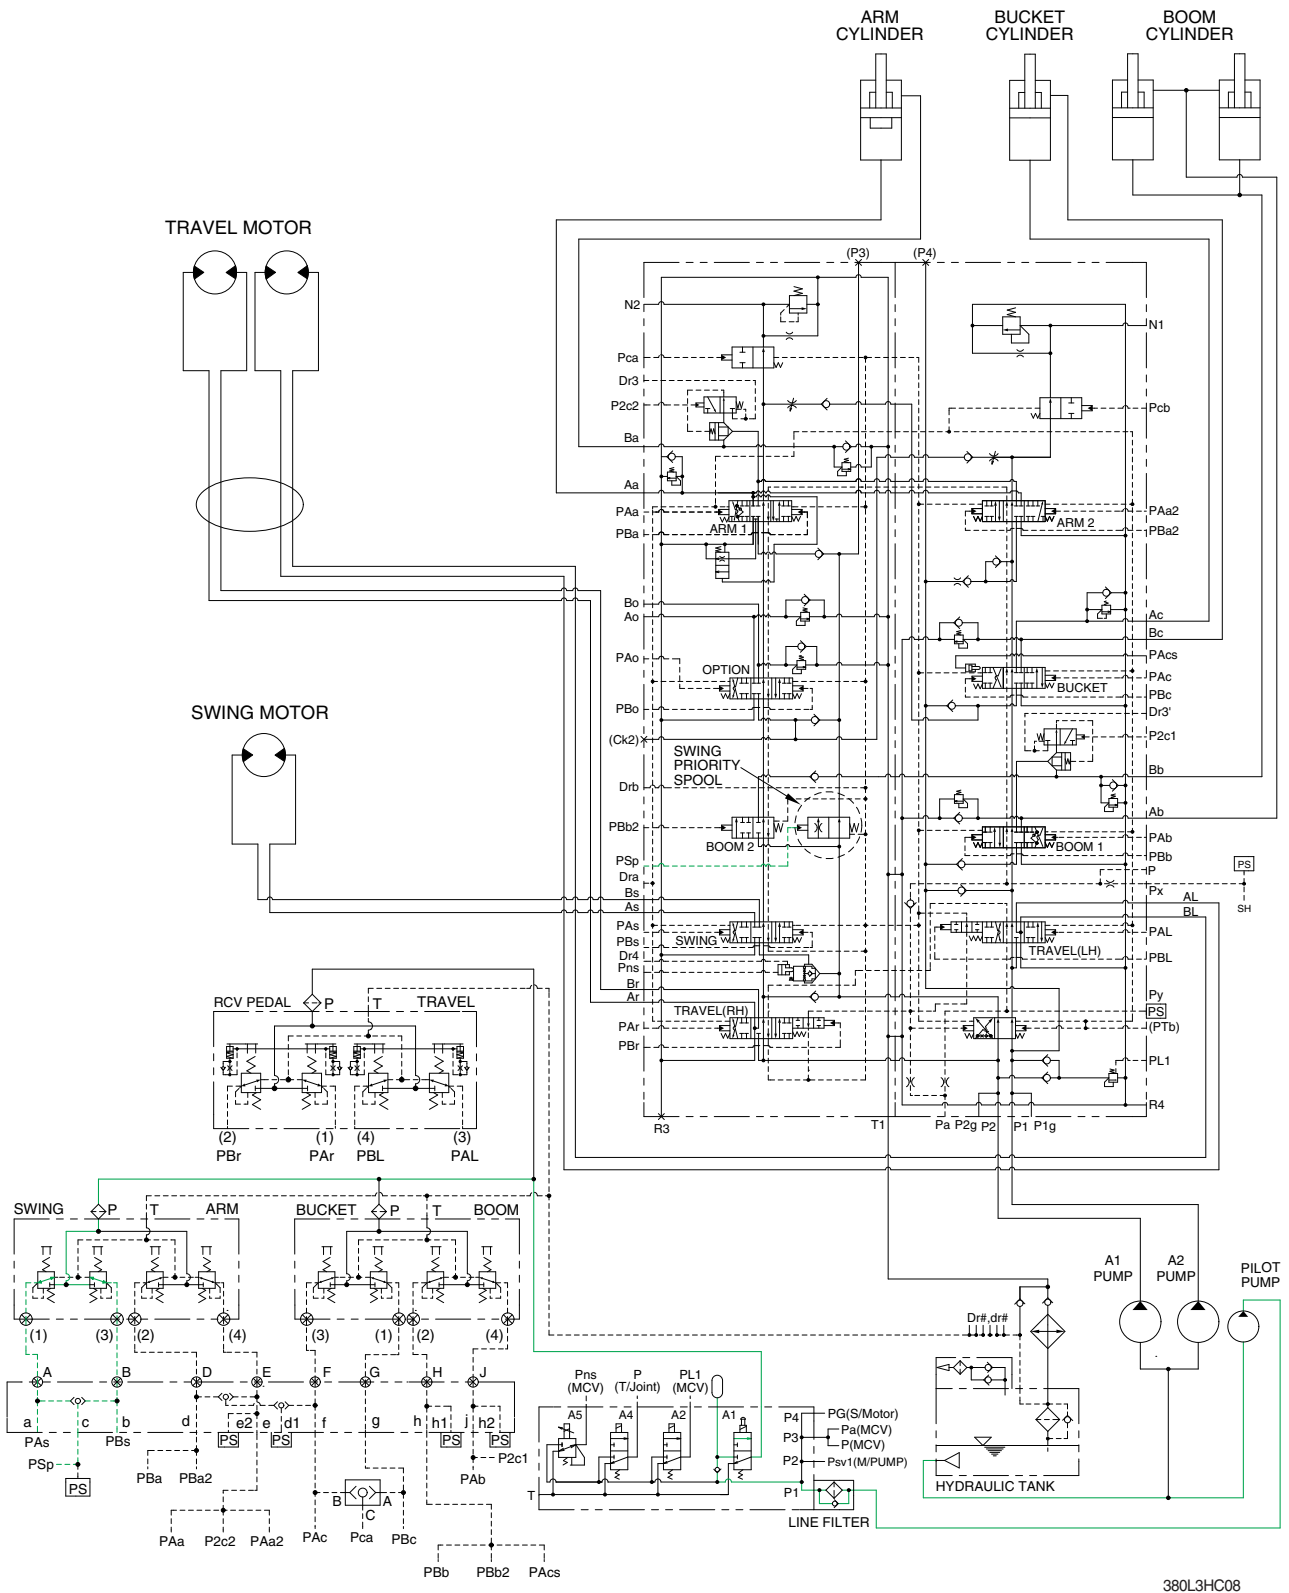 ARM
CYLINDER
BUCKET
CYLINDER
BOOM
CYLINDER
TRAVEL MOTOR
(P3)
(P4)
N2
N1
Pca
Dr3
P2c2
Pcb
Ba
Aa
PAa
ARM 1
PBa
PAa2
ARM 2
PBa2
Bo
Ao
Ac
Bc
PAo
OPTION
PBo
PAcs
PAc
BUCKET
PBc
Dr3'
SWING MOTOR
(Ck2)
P2c1
SWING
PRIORITY
SPOOL
Bb
Drb
Ab
PBb2
BOOM 2
PAb
BOOM 1
PBb
PSp
Dra
P
Px
PS
SH
Bs
As
AL
BL
PAs
PBs
SWING
PAL
TRAVEL(LH)
PBL
Dr4
Pns
Br
Ar
TRAVEL(RH)
PAr
PBr
Py
PS
(PTb)
PL1
R4
R3
T1
Pa
P2g
P2
P1
P1g
RCV PEDAL
P
T
TRAVEL
(2)
(1)
(4)
(3)
PBr
PAr
PBL
PAL
SWING
P
T
ARM
BUCKET
P
T
BOOM
(1)
(3)
(2)
(4)
(3)
(1)
(2)
(4)
A
B
D
E
F
G
H
J
a
c
b
d
e2
e
d1
f
g
h
h1
j
h2
PS
PS
PS
PS
PAs
PBs
PSp
PS
PBa
PBa2
PAb
P2c1
PAa
P2c2
PAa2
B
A
C
PAc
Pca
PBc
PBb
PBb2
PAcs
A1
PUMP
A2
PUMP
PILOT
PUMP
Dr#,dr#
HYDRAULIC TANK
Pns
(MCV)
P
(T/Joint)
PL1
(MCV)
A5
A4
A2
A1
P4
PG(S/Motor)
P3
Pa(MCV)
P(MCV)
P2
Psv1(M/PUMP)
T
P1
LINE FILTER
380L3HC08